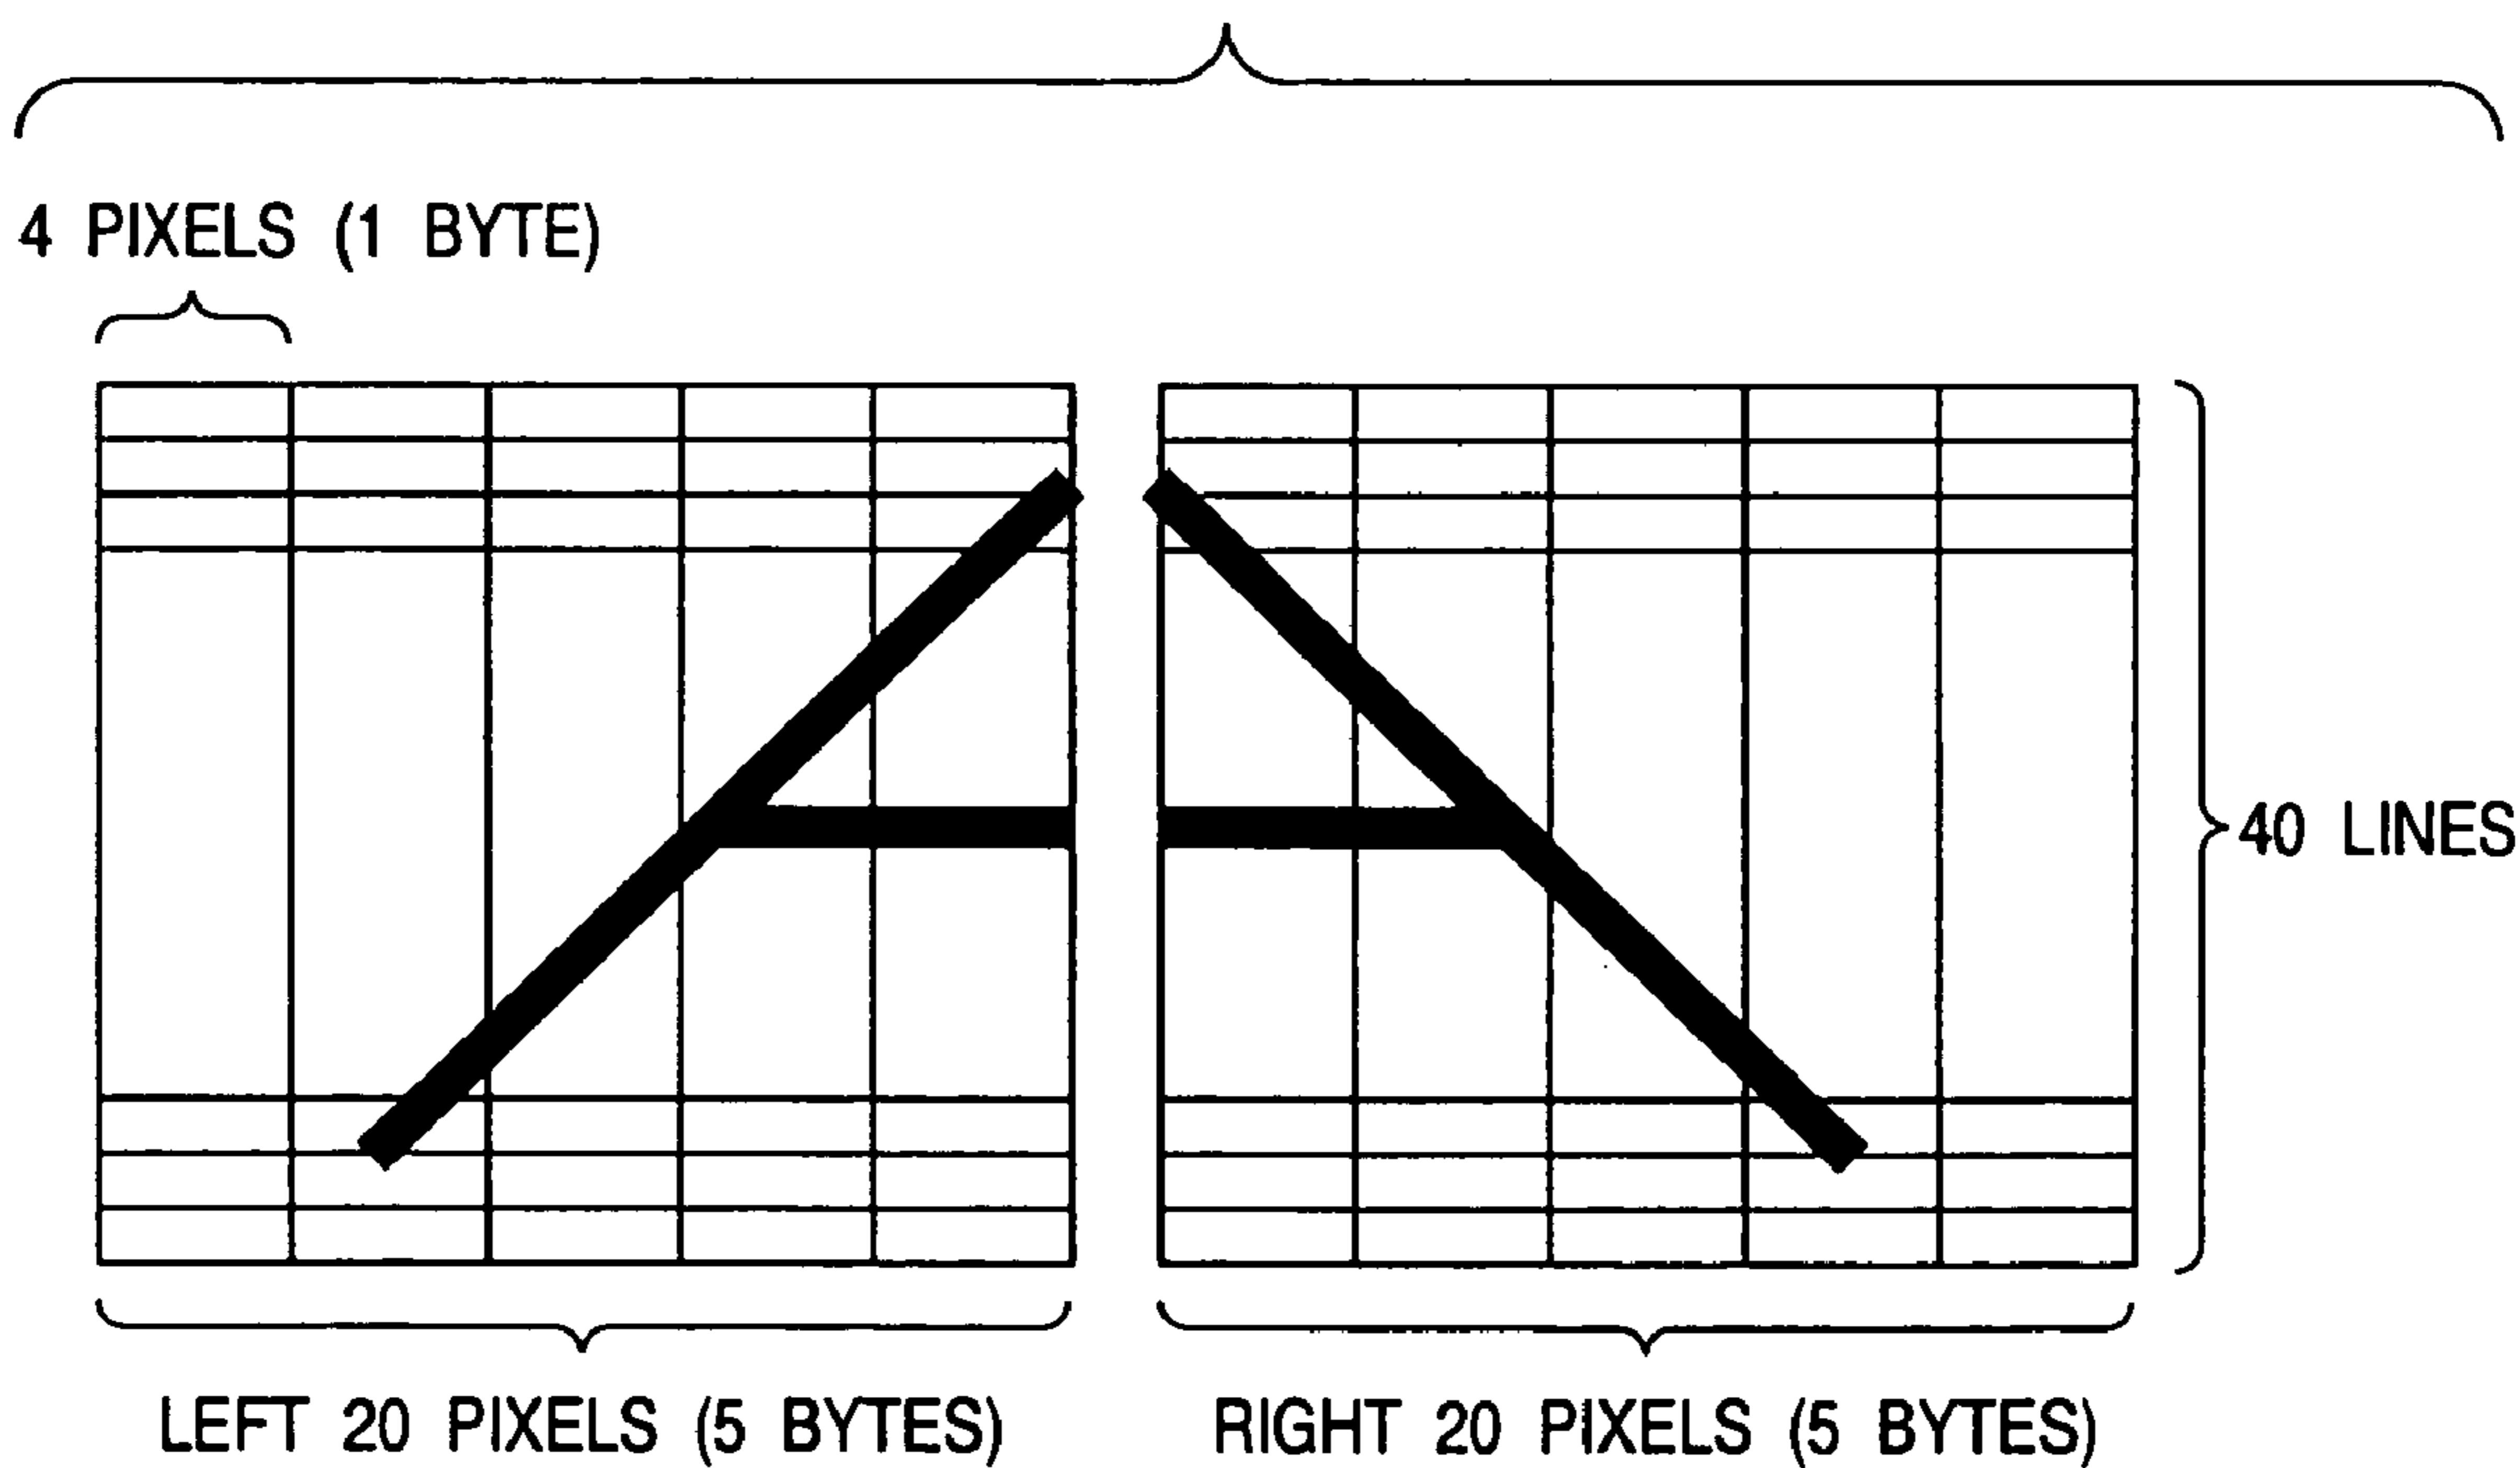 4 PIXELS (1 BYTE)
40 LINES
LEFT 20 PIXELS (5 BYTES)
RIGHT 20 PIXELS (5 BYTES)